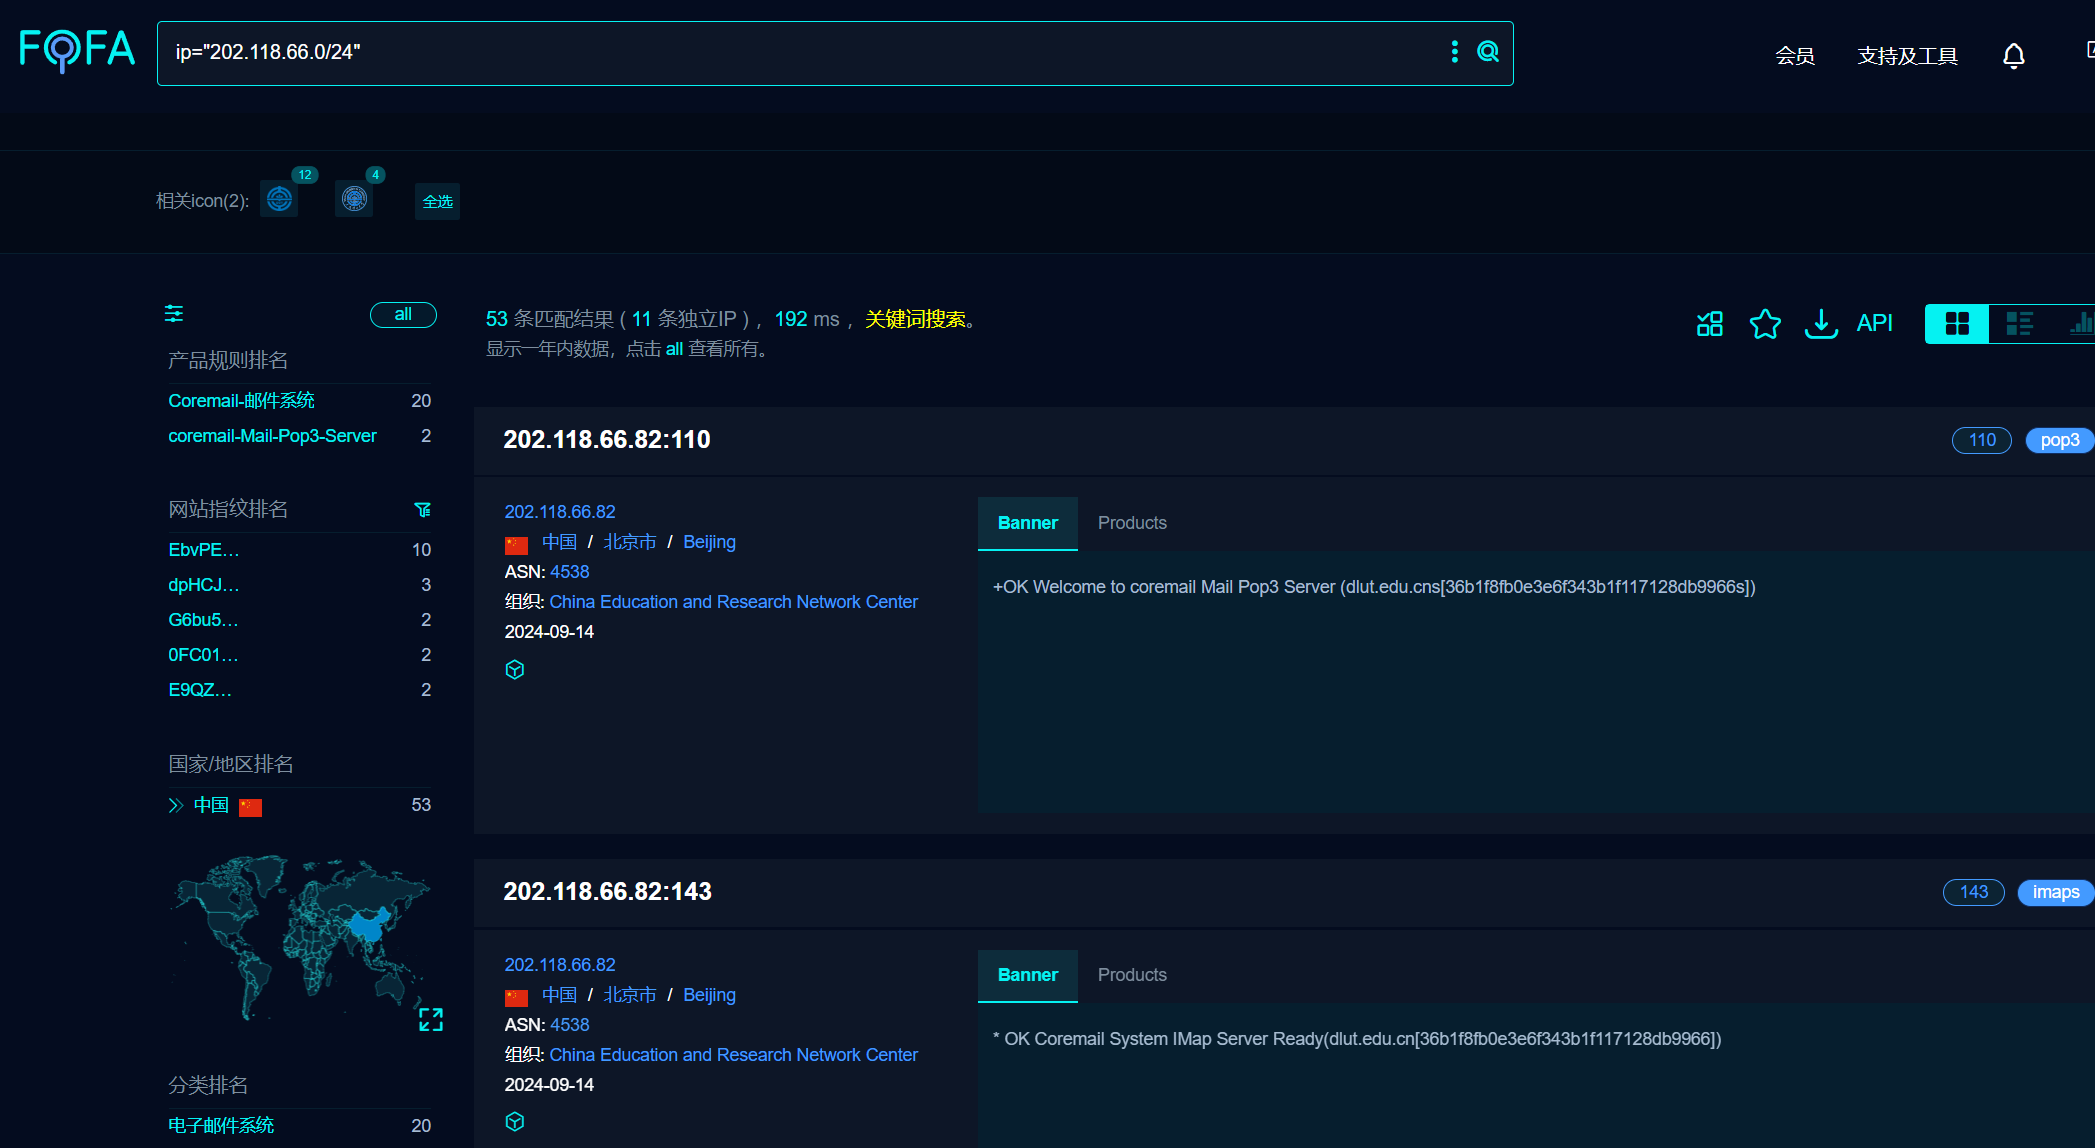 FOFA
ip="202.118.66.0/24"
会员
支持及工具
相关icon(2):
12
4
全选
all
53 条匹配结果 ( 11 条独立IP ) ，192 ms ，关键词搜索。
显示一年内数据，点击 all 查看所有。
API
产品规则排名
Coremail-邮件系统 20
coremail-Mail-Pop3-Server 2
网站指纹排名
EbvPE… 10
dpHCJ… 3
G6bu5… 2
0FC01… 2
E9QZ… 2
国家/地区排名
中国 53
分类排名
电子邮件系统 20
202.118.66.82:110
110 pop3
202.118.66.82
中国 / 北京市 / Beijing
ASN: 4538
组织: China Education and Research Network Center
2024-09-14
Banner Products
+OK Welcome to coremail Mail Pop3 Server (dlut.edu.cns[36b1f8fb0e3e6f343b1f117128db9966s])
202.118.66.82:143
143 imaps
202.118.66.82
中国 / 北京市 / Beijing
ASN: 4538
组织: China Education and Research Network Center
2024-09-14
Banner Products
* OK Coremail System IMap Server Ready(dlut.edu.cn[36b1f8fb0e3e6f343b1f117128db9966])